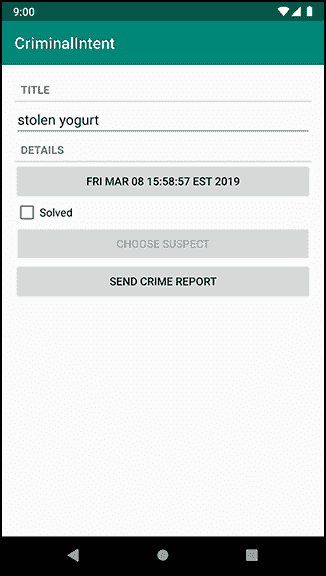 9:00
CriminalIntent
TITLE
stolen yogurt
DETAILS
FRI MAR 08 15:58:57 EST 2019
Solved
CHOOSE SUSPECT
SEND CRIME REPORT